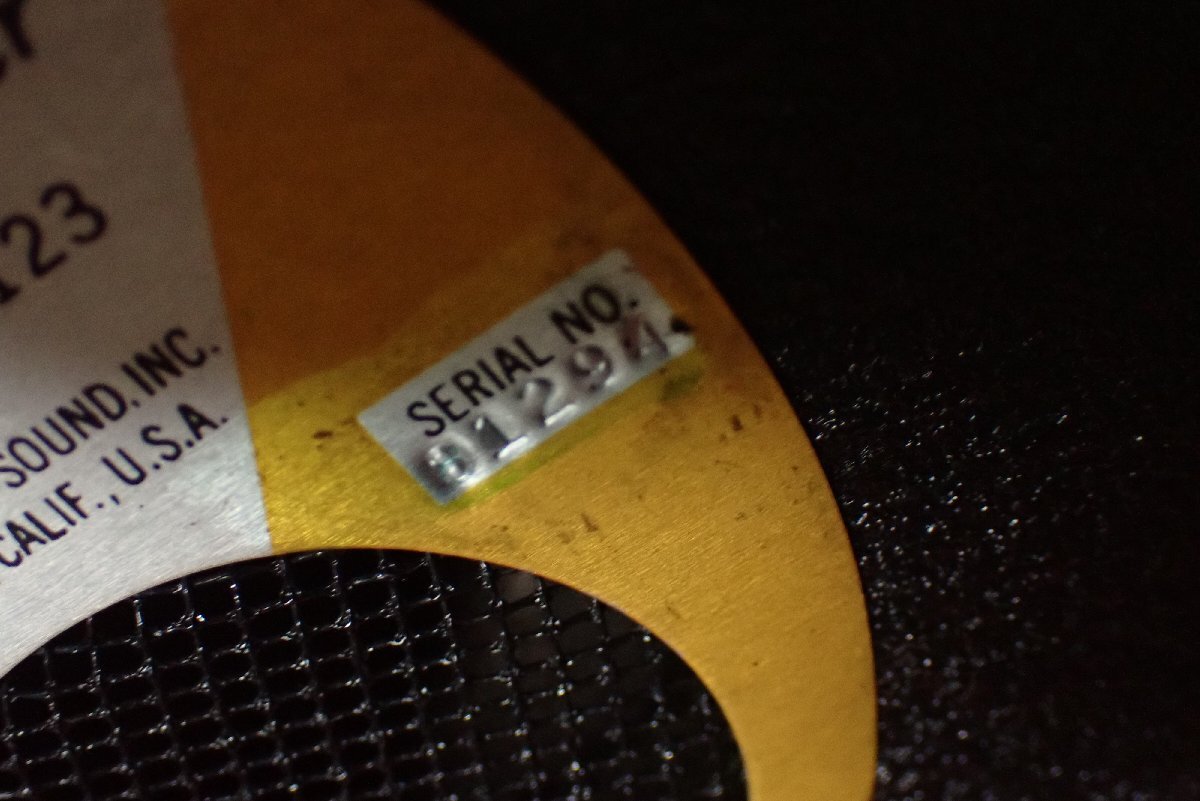 123
SOUND, INC.
CALIF., U.S.A.
SERIAL NO.